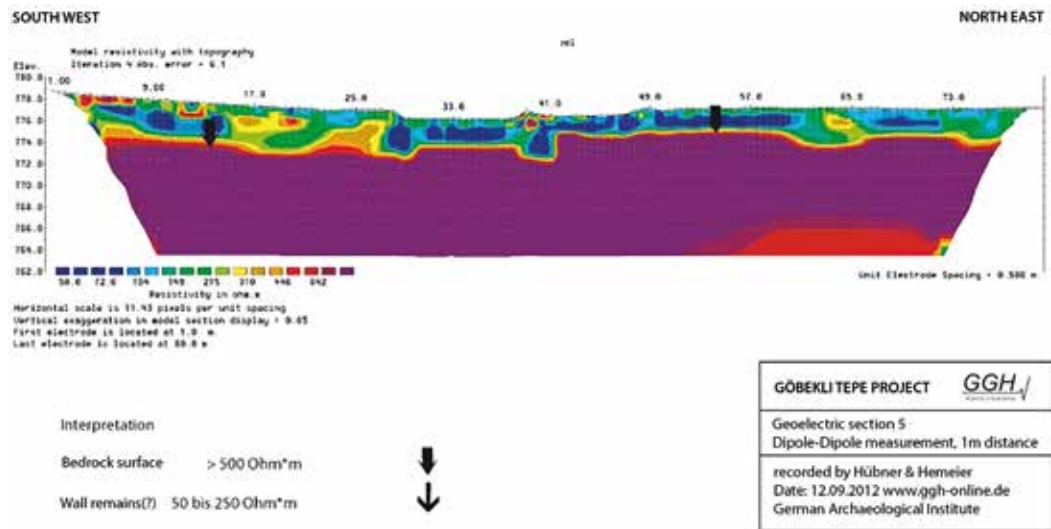 SOUTH WEST
NORTH EAST
Model resistivity with topography
Iteration 4 Abs. error = 6.1
Elev.
780.0
1.00
9.00
17.0
25.0
33.0
41.0
49.0
57.0
65.0
73.0
778.0
776.0
774.0
772.0
770.0
768.0
766.0
764.0
762.0
50.0 72.0 104 149 215 310 446 642
Resistivity in ohm.m
Unit Electrode Spacing = 0.500 m
Horizontal scale is 11.43 pixels per unit spacing
Vertical exaggeration in model section display = 0.65
First electrode is located at 1.0 m.
Last electrode is located at 80.0 m
Interpretation
Bedrock surface > 500 Ohm*m
Wall remains(?) 50 bis 250 Ohm*m
GÖBEKLI TEPE PROJECT GGH
Geoelectric section 5
Dipole-Dipole measurement, 1m distance
recorded by Hübner & Hemeier
Date: 12.09.2012 www.ggh-online.de
German Archaeological Institute